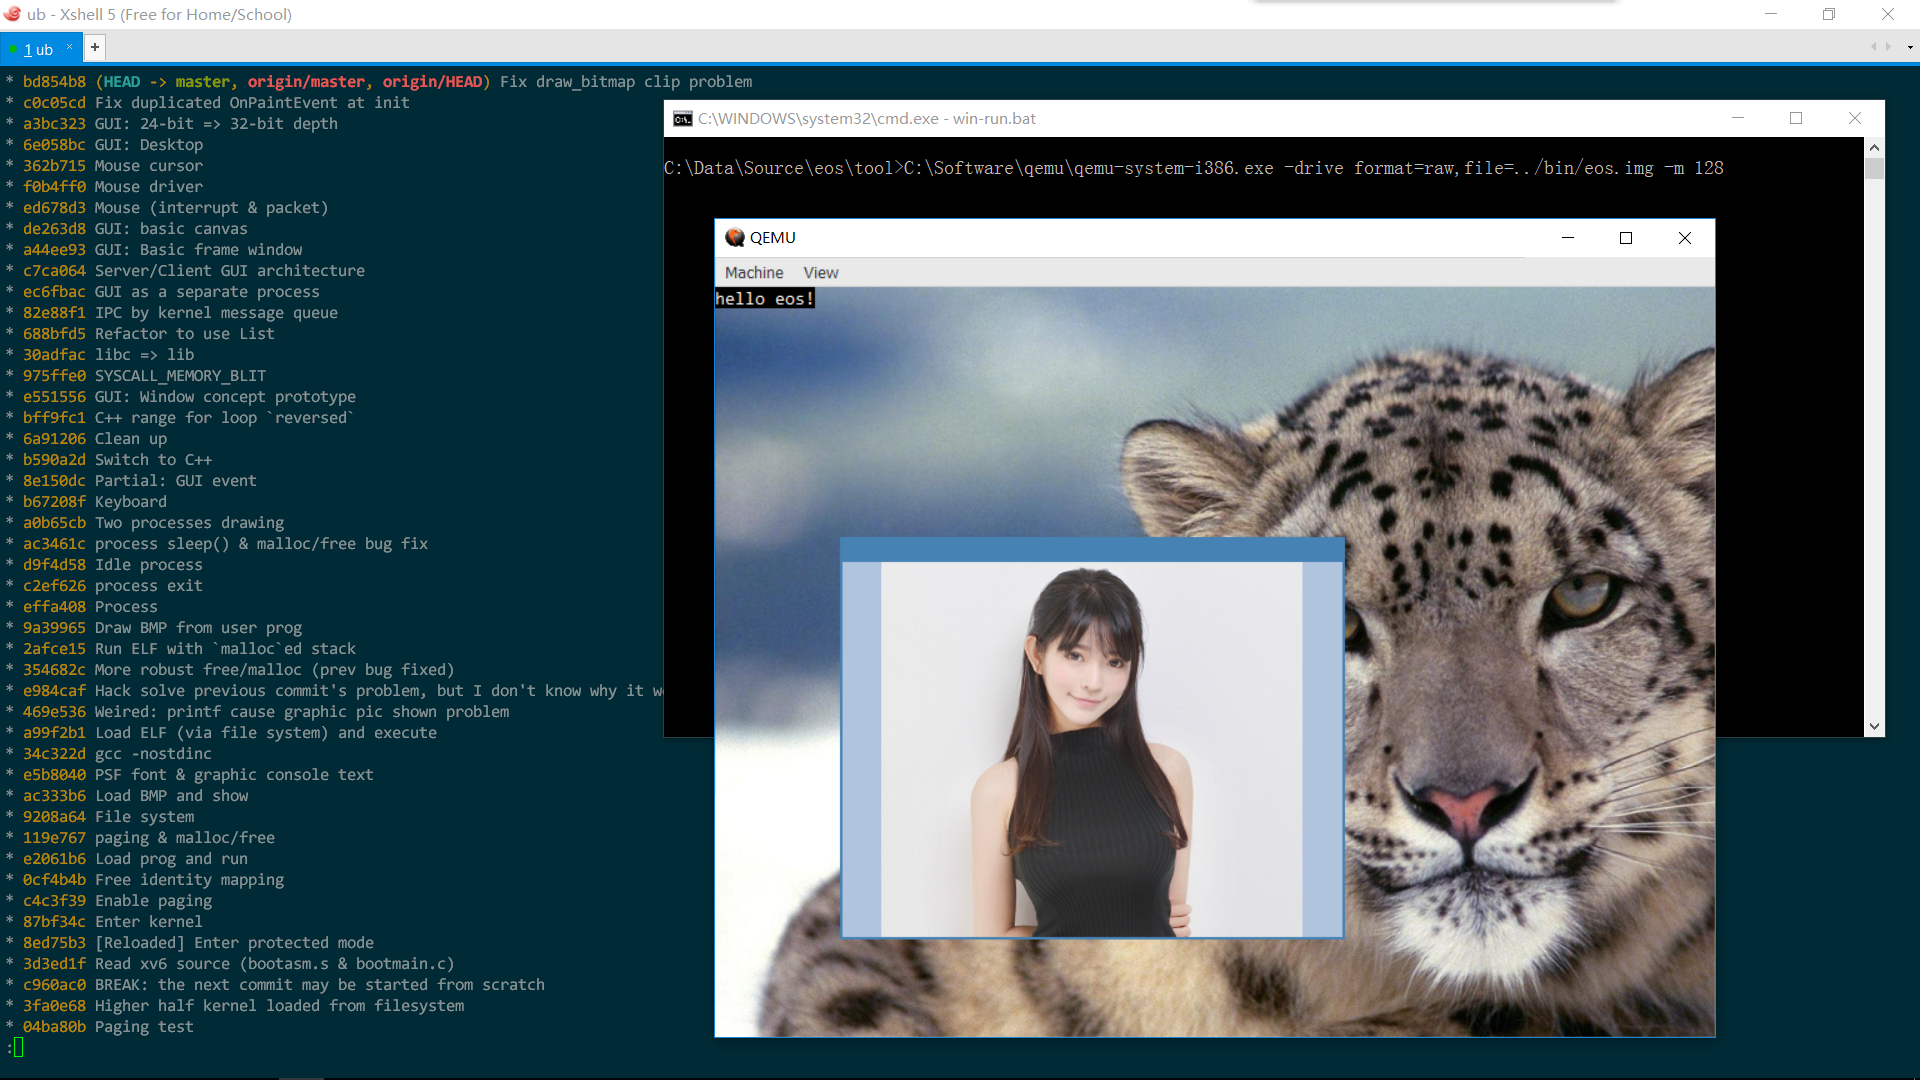 ub - Xshell 5 (Free for Home/School)
1 ub × +
* bd854b8 (HEAD -> master, origin/master, origin/HEAD) Fix draw_bitmap clip problem
* c0c05cd Fix duplicated OnPaintEvent at init
* a3bc323 GUI: 24-bit => 32-bit depth
* 6e058bc GUI: Desktop
* 362b715 Mouse cursor
* f0b4ff0 Mouse driver
* ed678d3 Mouse (interrupt & packet)
* de263d8 GUI: basic canvas
* a44ee93 GUI: Basic frame window
* c7ca064 Server/Client GUI architecture
* ec6fbac GUI as a separate process
* 82e88f1 IPC by kernel message queue
* 688bfd5 Refactor to use List
* 30adfac libc => lib
* 975ffe0 SYSCALL_MEMORY_BLIT
* e551556 GUI: Window concept prototype
* bff9fc1 C++ range for loop `reversed`
* 6a91206 Clean up
* b590a2d Switch to C++
* 8e150dc Partial: GUI event
* b67208f Keyboard
* a0b65cb Two processes drawing
* ac3461c process sleep() & malloc/free bug fix
* d9f4d58 Idle process
* c2ef626 process exit
* effa408 Process
* 9a39965 Draw BMP from user prog
* 2afce15 Run ELF with `malloc`ed stack
* 354682c More robust free/malloc (prev bug fixed)
* e984caf Hack solve previous commit's problem, but I don't know why it
* 469e536 Weired: printf cause graphic pic shown problem
* a99f2b1 Load ELF (via file system) and execute
* 34c322d gcc -nostdinc
* e5b8040 PSF font & graphic console text
* ac333b6 Load BMP and show
* 9208a64 File system
* 119e767 paging & malloc/free
* e2061b6 Load prog and run
* 0cf4b4b Free identity mapping
* c4c3f39 Enable paging
* 87bf34c Enter kernel
* 8ed75b3 [Reloaded] Enter protected mode
* 3d3ed1f Read xv6 source (bootasm.s & bootmain.c)
* c960ac0 BREAK: the next commit may be started from scratch
* 3fa0e68 Higher half kernel loaded from filesystem
* 04ba80b Paging test
:
C:\WINDOWS\system32\cmd.exe - win-run.bat
C:\Data\Source\eos\tool>C:\Software\qemu\qemu-system-i386.exe -drive format=raw,file=../bin/eos.img -m 128
QEMU
Machine View
hello eos!